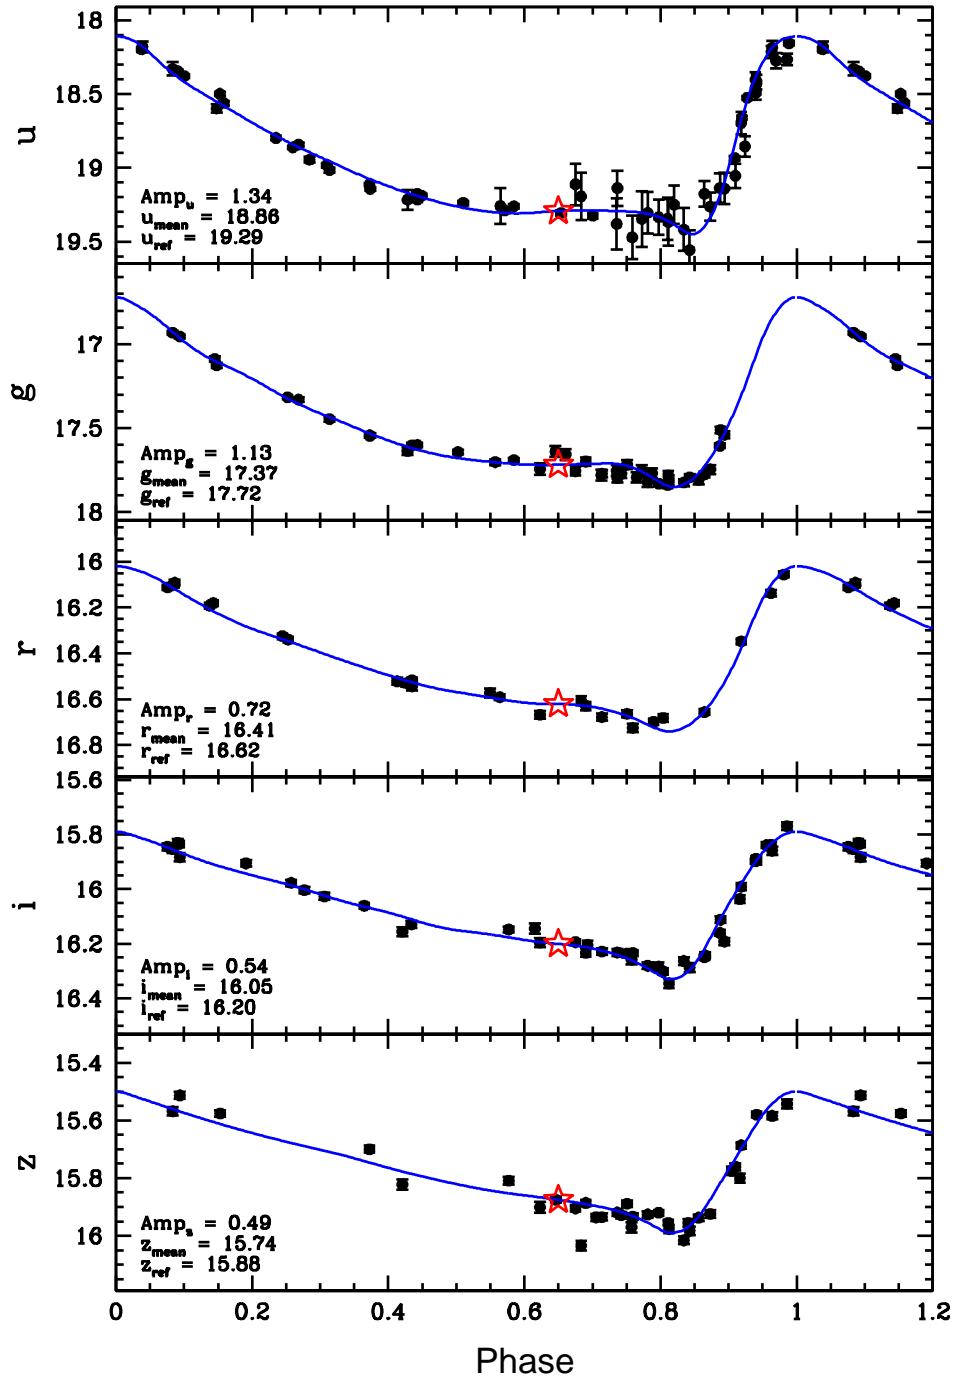 18
18.5
19
19.5
u
Amp_u = 1.34
u_mean = 18.86
u_ref = 19.29
17
17.5
18
g
Amp_g = 1.13
g_mean = 17.37
g_ref = 17.72
16
16.2
16.4
16.6
16.8
r
Amp_r = 0.72
r_mean = 16.41
r_ref = 16.62
15.6
15.8
16
16.2
16.4
i
Amp_i = 0.54
i_mean = 16.05
i_ref = 16.20
15.4
15.6
15.8
16
z
Amp_z = 0.49
z_mean = 15.74
z_ref = 15.88
0 0.2 0.4 0.6 0.8 1 1.2
Phase